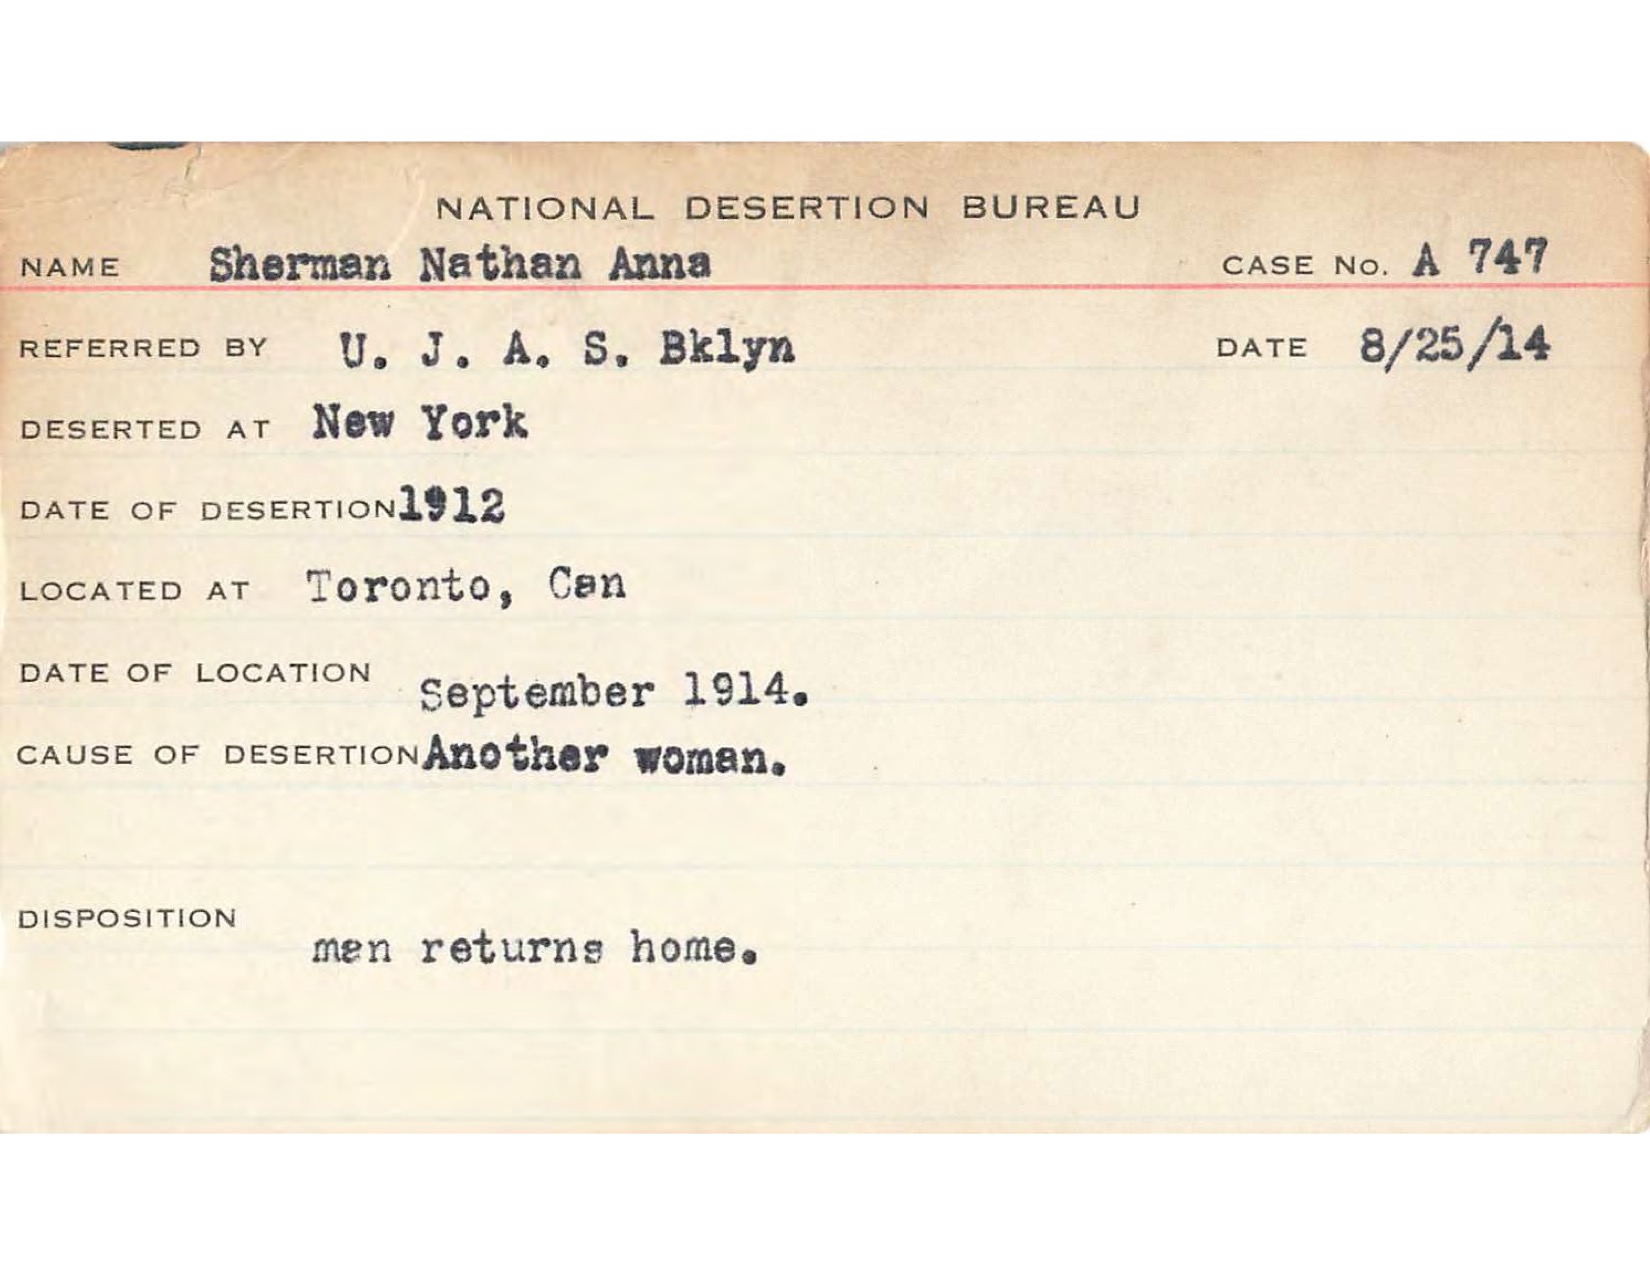 NATIONAL DESERTION BUREAU
NAME Sherman Nathan Anna CASE No. A 747
REFERRED BY U. J. A. S. Bklyn DATE 8/25/14
DESERTED AT New York
DATE OF DESERTION 1912
LOCATED AT Toronto, Can
DATE OF LOCATION September 1914.
CAUSE OF DESERTION Another woman.
DISPOSITION
man returns home.